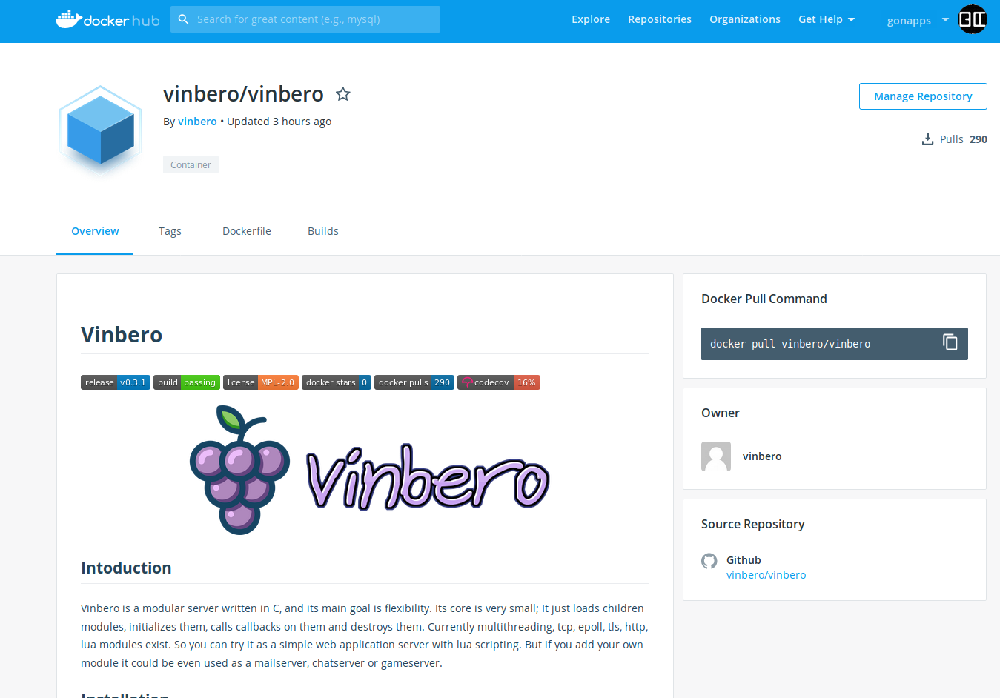 docker hub
Search for great content (e.g., mysql)
Explore
Repositories
Organizations
Get Help
gonapps
vinbero/vinbero
By vinbero • Updated 3 hours ago
Container
Manage Repository
Pulls 290
Overview
Tags
Dockerfile
Builds
Vinbero
release v0.3.1
build passing
license MPL-2.0
docker stars 0
docker pulls 290
codecov 16%
Vinbero
Intoduction
Vinbero is a modular server written in C, and its main goal is flexibility. Its core is very small; It just loads children
modules, initializes them, calls callbacks on them and destroys them. Currently multithreading, tcp, epoll, tls, http,
lua modules exist. So you can try it as a simple web application server with lua scripting. But if you add your own
module it could be even used as a mailserver, chatserver or gameserver.
Installation
Docker Pull Command
docker pull vinbero/vinbero
Owner
vinbero
Source Repository
Github
vinbero/vinbero